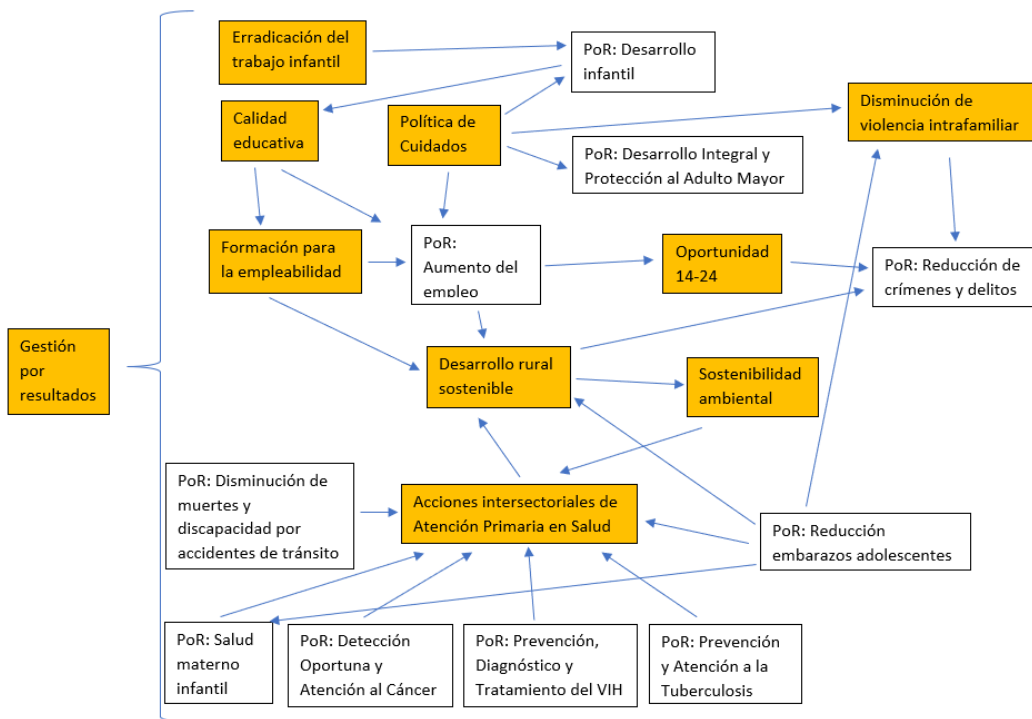 Erradicación del
trabajo infantil
PoR: Desarrollo
infantil
Calidad
educativa
Política de
Cuidados
Disminución de
violencia intrafamiliar
PoR: Desarrollo Integral y
Protección al Adulto Mayor
Formación para
la empleabilidad
PoR:
Aumento del
empleo
Oportunidad
14-24
PoR: Reducción de
crímenes y delitos
Gestión
por
resultados
Desarrollo rural
sostenible
Sostenibilidad
ambiental
PoR: Disminución de
muertes y
discapacidad por
accidentes de tránsito
Acciones intersectoriales de
Atención Primaria en Salud
PoR: Reducción
embarazos adolescentes
PoR: Salud
materno
infantil
PoR: Detección
Oportuna y
Atención al Cáncer
PoR: Prevención,
Diagnóstico y
Tratamiento del VIH
PoR: Prevención
y Atención a la
Tuberculosis